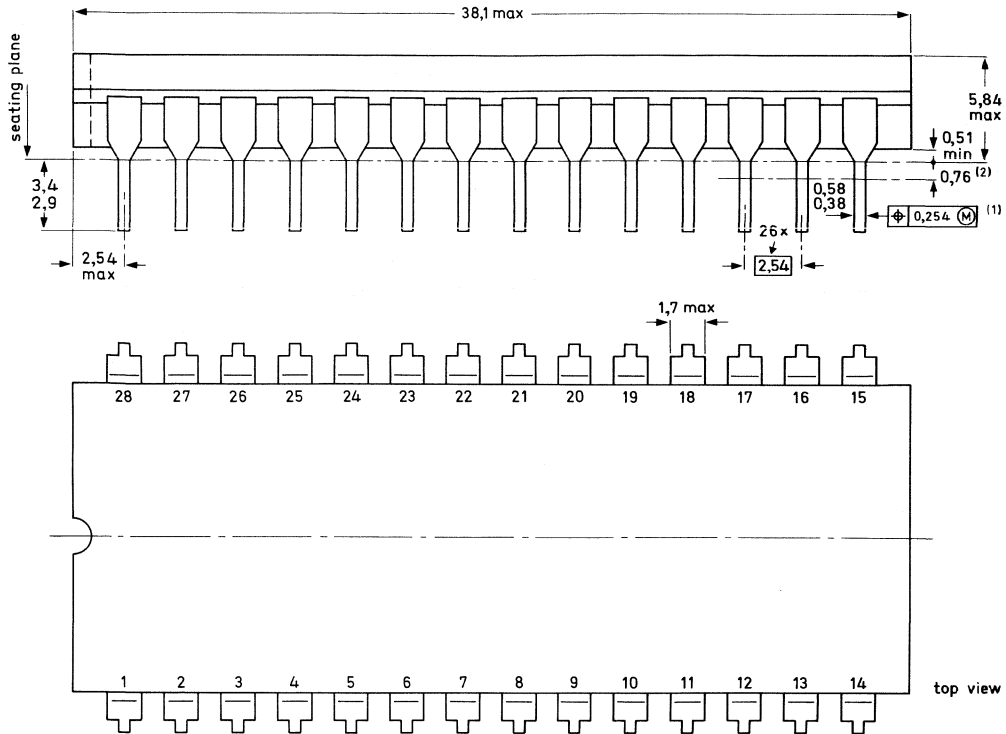 38,1 max
seating plane
5,84
max
0,51
min
0,76 (2)
3,4
2,9
0,58
0,38
⌖ 0,254 Ⓜ (1)
26x
2,54
2,54
max
1,7 max
28 27 26 25 24 23 22 21 20 19 18 17 16 15
1 2 3 4 5 6 7 8 9 10 11 12 13 14
top view